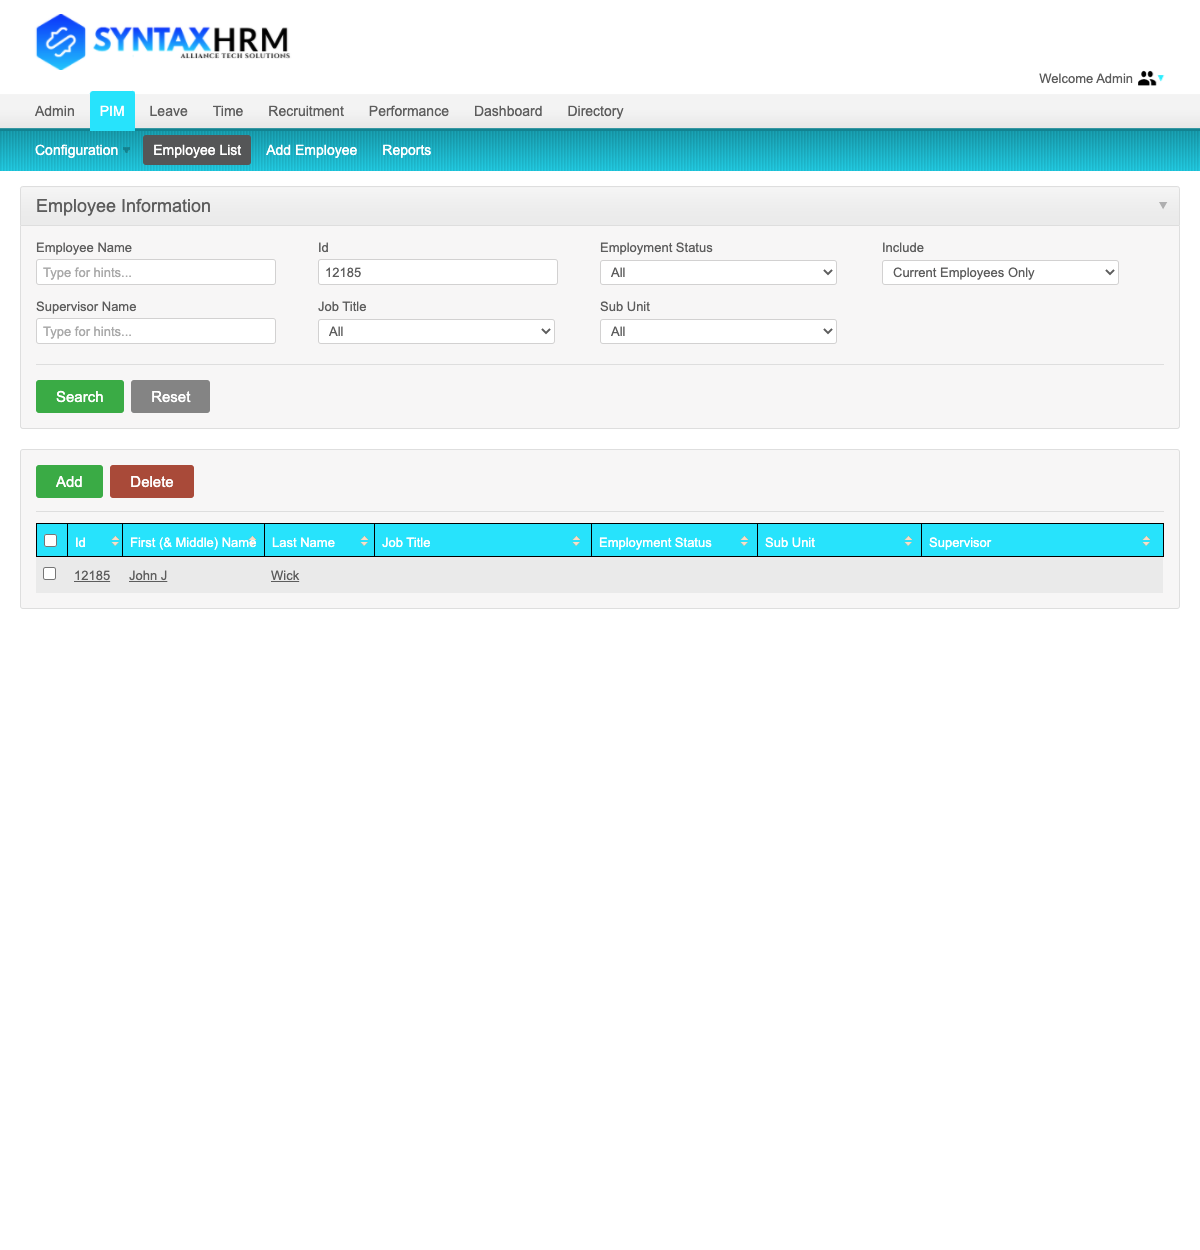 SYNTAXHRM
ALLIANCE TECH SOLUTIONS
Welcome Admin
Admin PIM Leave Time Recruitment Performance Dashboard Directory
Configuration Employee List Add Employee Reports
Employee Information
Employee Name Id Employment Status Include
Type for hints... 12185 All Current Employees Only
Supervisor Name Job Title Sub Unit
Type for hints... All All
Search Reset
Add Delete
Id First (& Middle) Name Last Name Job Title Employment Status Sub Unit Supervisor
12185 John J Wick